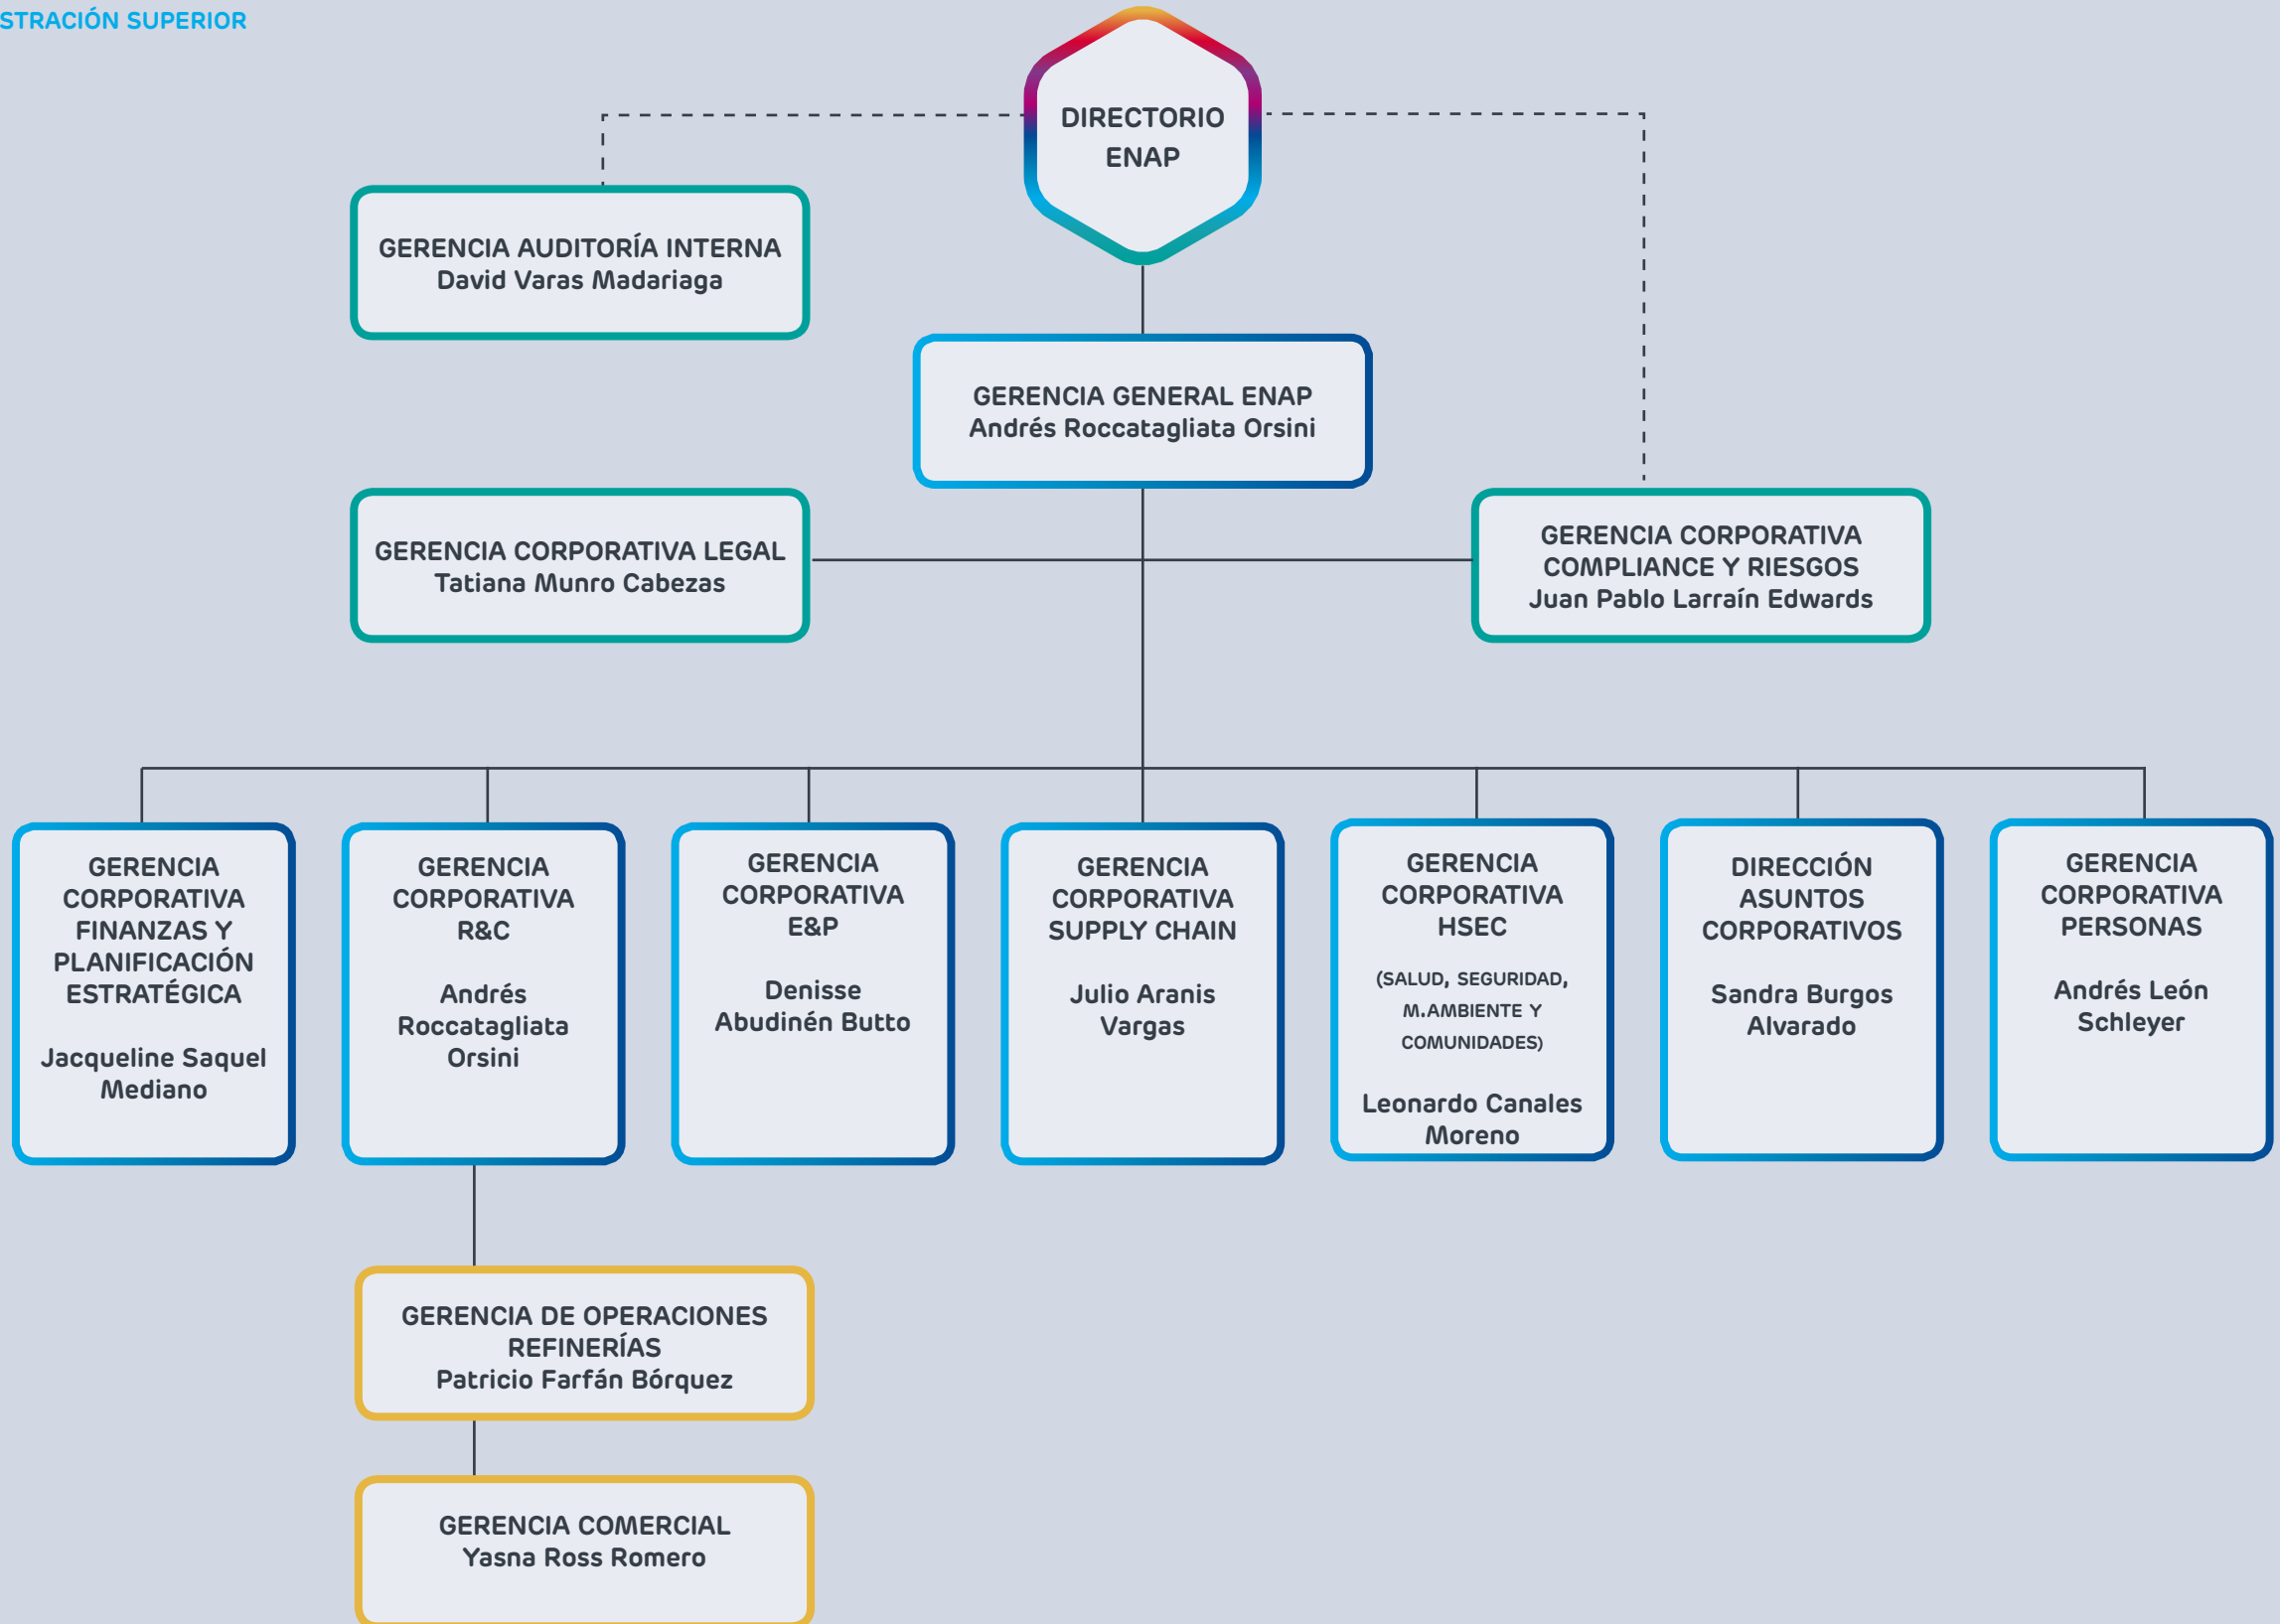 STRACIÓN SUPERIOR
DIRECTORIO
ENAP
GERENCIA AUDITORÍA INTERNA
David Varas Madariaga
GERENCIA GENERAL ENAP
Andrés Roccatagliata Orsini
GERENCIA CORPORATIVA LEGAL
Tatiana Munro Cabezas
GERENCIA CORPORATIVA
COMPLIANCE Y RIESGOS
Juan Pablo Larraín Edwards
GERENCIA
CORPORATIVA
FINANZAS Y
PLANIFICACIÓN
ESTRATÉGICA
Jacqueline Saquel
Mediano
GERENCIA
CORPORATIVA
R&C
Andrés
Roccatagliata
Orsini
GERENCIA
CORPORATIVA
E&P
Denisse
Abudinén Butto
GERENCIA
CORPORATIVA
SUPPLY CHAIN
Julio Aranis
Vargas
GERENCIA
CORPORATIVA
HSEC
(SALUD, SEGURIDAD,
M.AMBIENTE Y
COMUNIDADES)
Leonardo Canales
Moreno
DIRECCIÓN
ASUNTOS
CORPORATIVOS
Sandra Burgos
Alvarado
GERENCIA
CORPORATIVA
PERSONAS
Andrés León
Schleyer
GERENCIA DE OPERACIONES
REFINERÍAS
Patricio Farfán Bórquez
GERENCIA COMERCIAL
Yasna Ross Romero